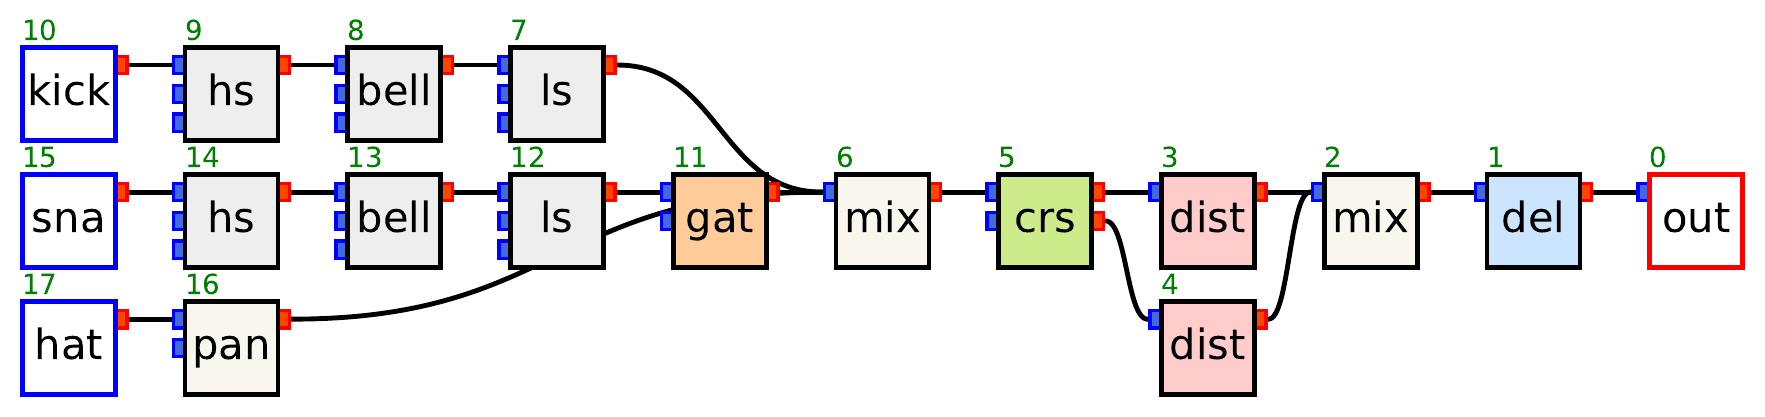 10 9 8 7
kick hs bell ls
15 14 13 12 11 6 5 3 2 1 0
sna hs bell ls gat mix crs dist mix del out
17 16 4
hat pan dist